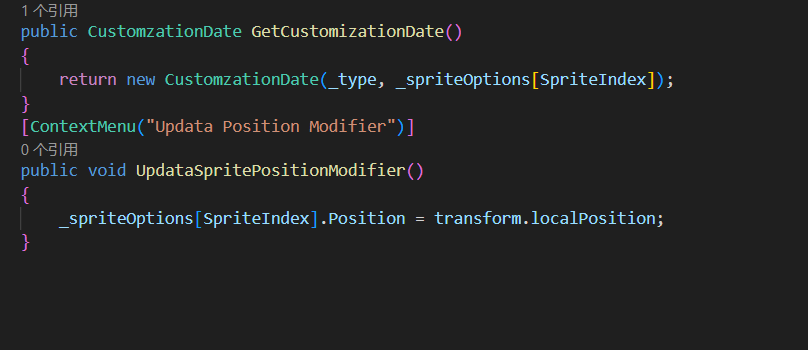 1 个引用
public CustomzationDate GetCustomizationDate()
{
return new CustomzationDate(_type, _spriteOptions[SpriteIndex]);
}
[ContextMenu("Updata Position Modifier")]
0 个引用
public void UpdataSpritePositionModifier()
{
_spriteOptions[SpriteIndex].Position = transform.localPosition;
}